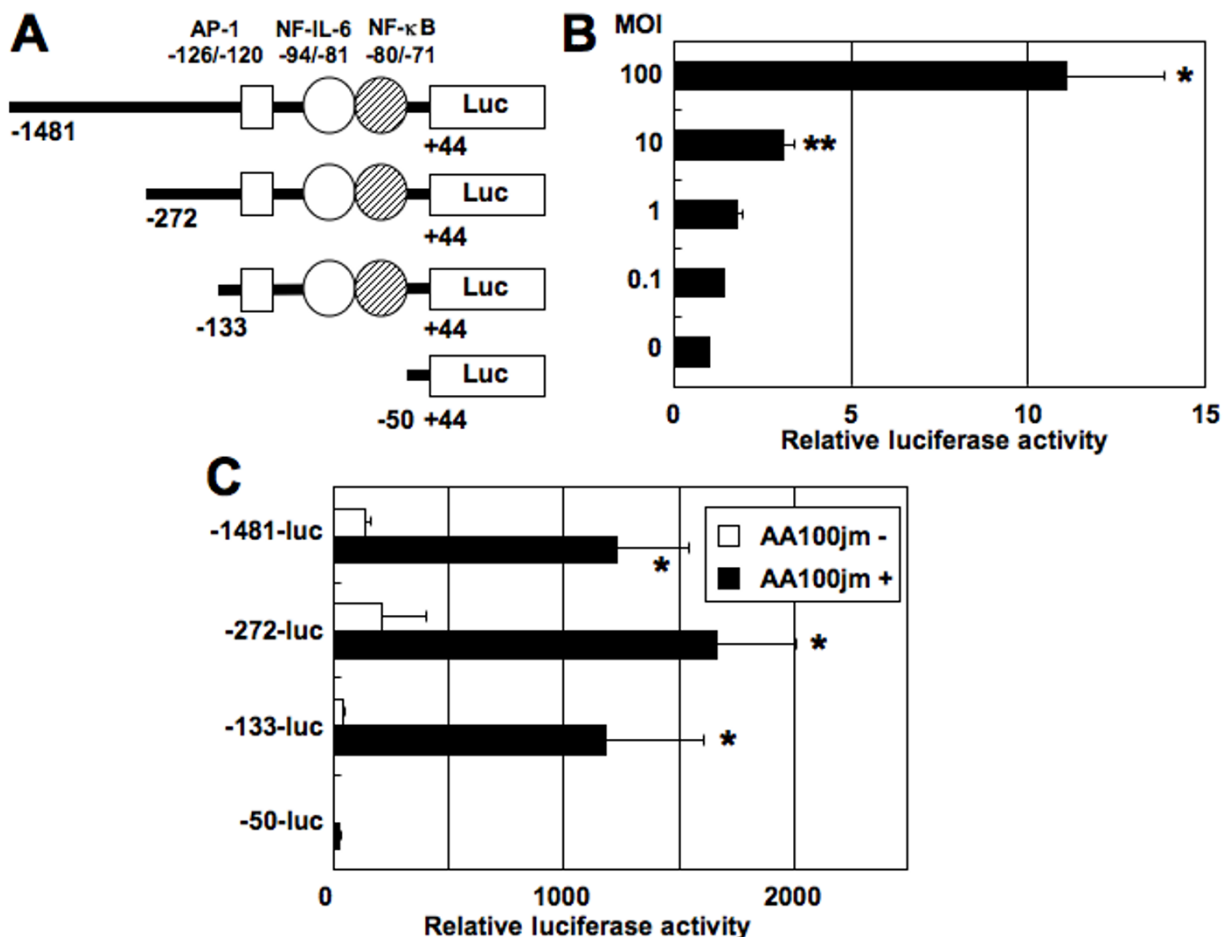 A
AP-1 NF-IL-6 NF-κB
-126/-120 -94/-81 -80/-71
Luc
-1481
+44
Luc
-272
+44
Luc
-133
+44
Luc
-50 +44
B
MOI
100
*
10
**
1
0.1
0
0 5 10 15
Relative luciferase activity
C
-1481-luc
*
-272-luc
*
-133-luc
*
-50-luc
AA100jm -
AA100jm +
0 1000 2000
Relative luciferase activity